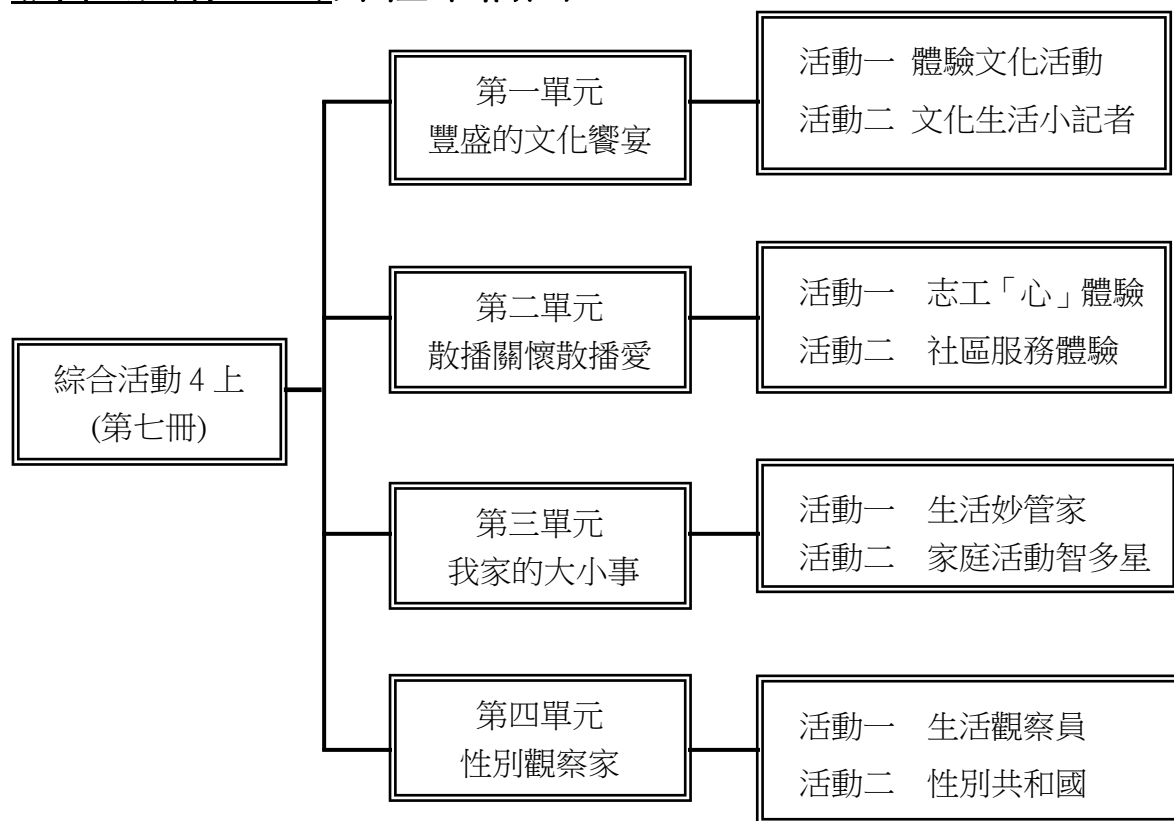 綜合活動 4 上
(第七冊)
第一單元
豐盛的文化饗宴
活動一 體驗文化活動
活動二 文化生活小記者
第二單元
散播關懷散播愛
活動一 志工「心」體驗
活動二 社區服務體驗
第三單元
我家的大小事
活動一 生活妙管家
活動二 家庭活動智多星
第四單元
性別觀察家
活動一 生活觀察員
活動二 性別共和國